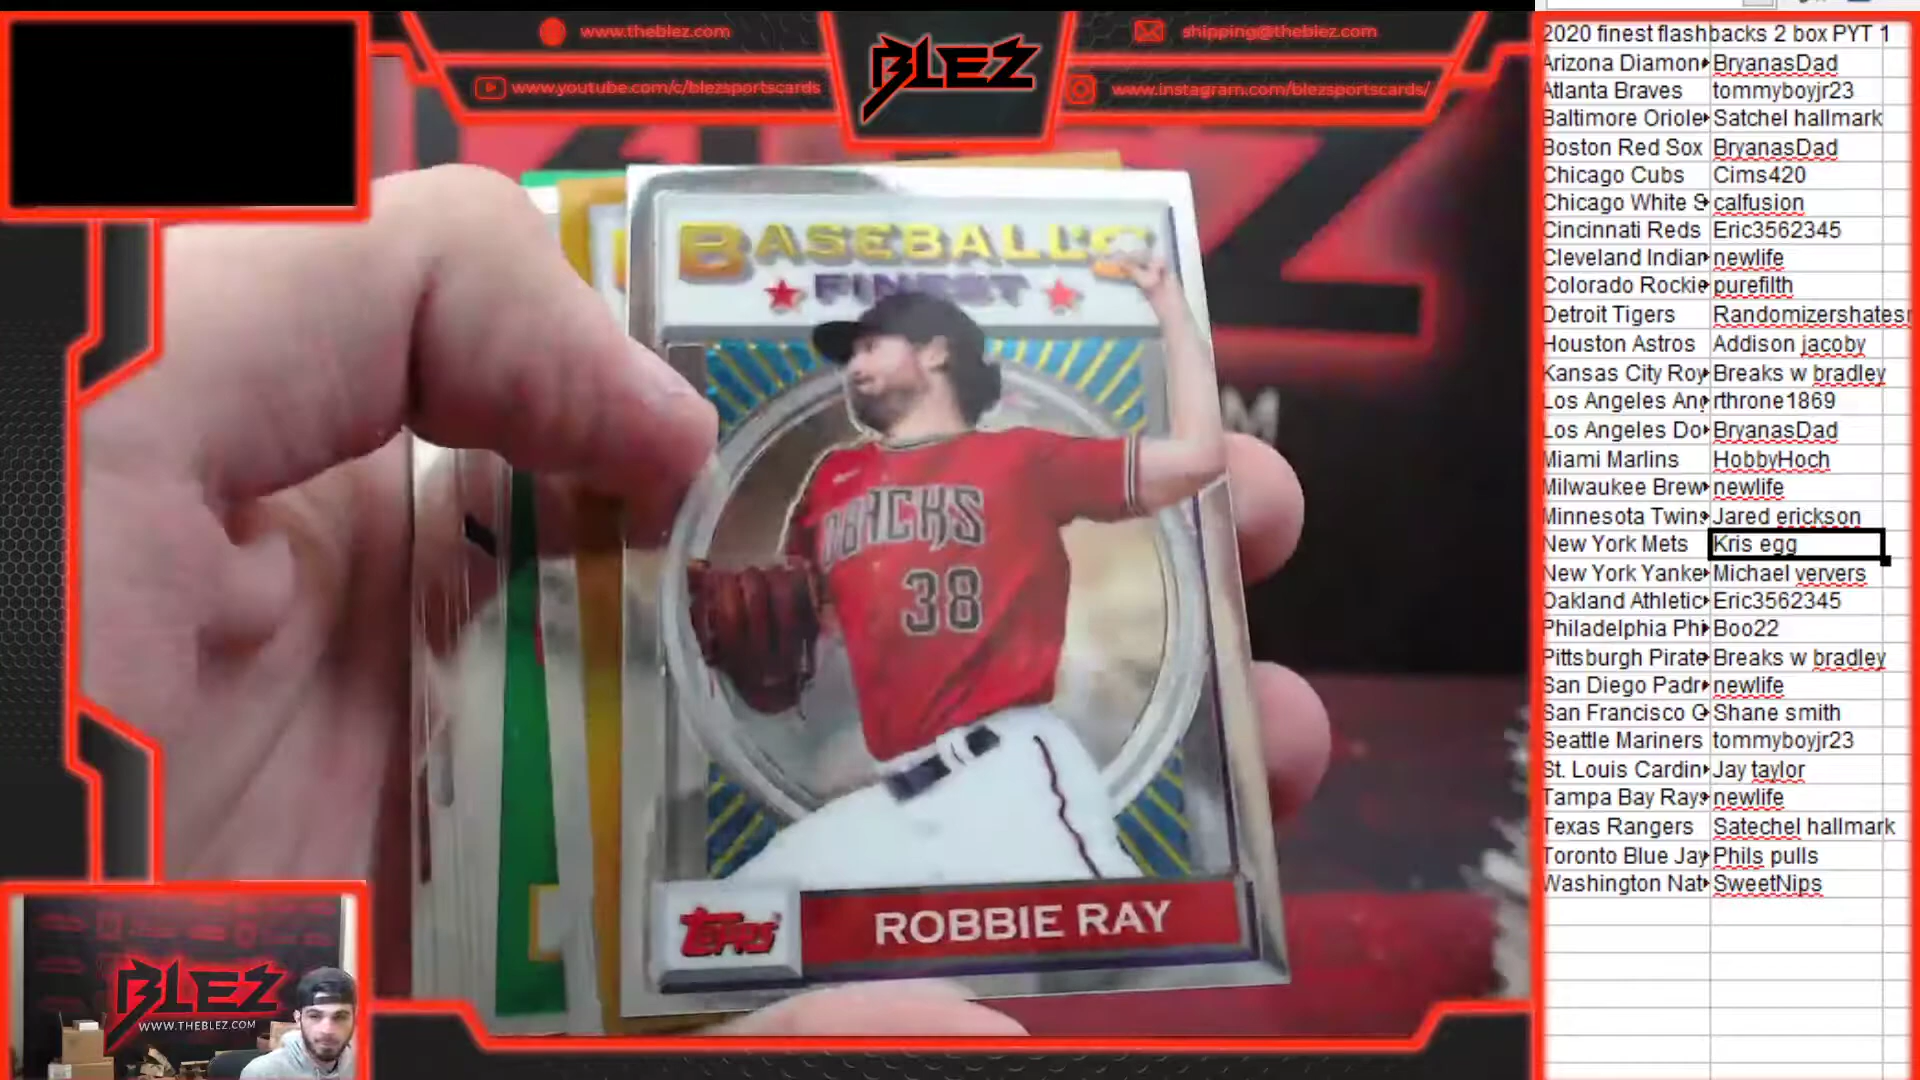 www.theblez.com
shipping@theblez.com
www.youtube.com/c/blezsportscards
www.instagram.com/blezsportscards/
BLEZ
BASEBALL'S
FINEST
DBACKS
38
Topps
ROBBIE RAY
BLEZ
WWW.THEBLEZ.COM
2020 finest flashbacks 2 box PYT 1
Arizona Diamon BryanasDad
Atlanta Braves tommyboyjr23
Baltimore Oriole Satchel hallmark
Boston Red Sox BryanasDad
Chicago Cubs Cims420
Chicago White S calfusion
Cincinnati Reds Eric3562345
Cleveland Indian newlife
Colorado Rockie purefilth
Detroit Tigers Randomizershates
Houston Astros Addison jacoby
Kansas City Roy Breaks w bradley
Los Angeles Ang rthrone1869
Los Angeles Do BryanasDad
Miami Marlins HobbyHoch
Milwaukee Brew newlife
Minnesota Twins Jared erickson
New York Mets Kris egg
New York Yanke Michael ververs
Oakland Athletic Eric3562345
Philadelphia Phi Boo22
Pittsburgh Pirate Breaks w bradley
San Diego Padr newlife
San Francisco G Shane smith
Seattle Mariners tommyboyjr23
St. Louis Cardin Jay taylor
Tampa Bay Rays newlife
Texas Rangers Satechel hallmark
Toronto Blue Jay Phils pulls
Washington Nat SweetNips